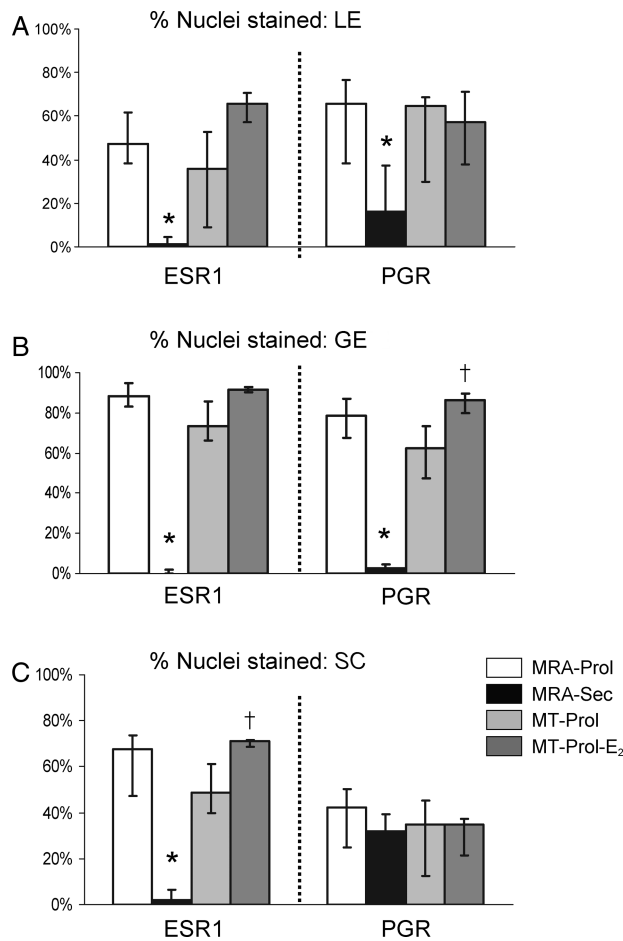 A
% Nuclei stained: LE
100%
80%
60%
40%
20%
0%
*
*
ESR1 PGR
B
% Nuclei stained: GE
100%
80%
60%
40%
20%
0%
*
*
†
ESR1 PGR
C
% Nuclei stained: SC
100%
80%
60%
40%
20%
0%
*
†
ESR1 PGR
MRA-Prol
MRA-Sec
MT-Prol
MT-Prol-E₂